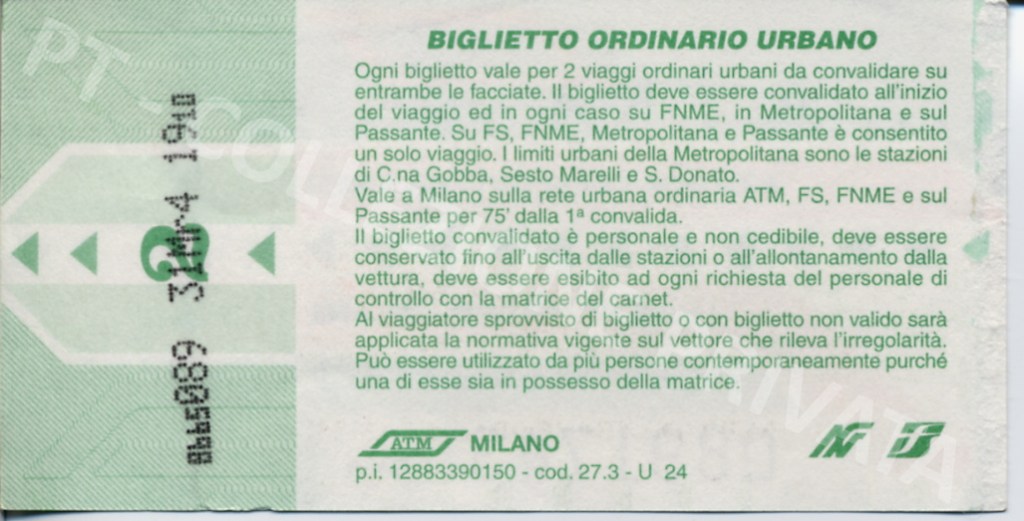 BIGLIETTO ORDINARIO URBANO
Ogni biglietto vale per 2 viaggi ordinari urbani da convalidare su
entrambe le facciate. Il biglietto deve essere convalidato all'inizio
del viaggio ed in ogni caso su FNME, in Metropolitana e sul
Passante. Su FS, FNME, Metropolitana e Passante è consentito
un solo viaggio. I limiti urbani della Metropolitana sono le stazioni
di C.na Gobba, Sesto Marelli e S. Donato.
Vale a Milano sulla rete urbana ordinaria ATM, FS, FNME e sul
Passante per 75' dalla 1ª convalida.
Il biglietto convalidato è personale e non cedibile, deve essere
conservato fino all'uscita dalle stazioni o all'allontanamento dalla
vettura, deve essere esibito ad ogni richiesta del personale di
controllo con la matrice del carnet.
Al viaggiatore sprovvisto di biglietto o con biglietto non valido sarà
applicata la normativa vigente sul vettore che rileva l'irregolarità.
Può essere utilizzato da più persone contemporaneamente purché
una di esse sia in possesso della matrice.
ATM MILANO
p.i. 12883390150 - cod. 27.3 - U 24
2
089 31Mr4 1910
PT - COLLEZIONE PRIVATA